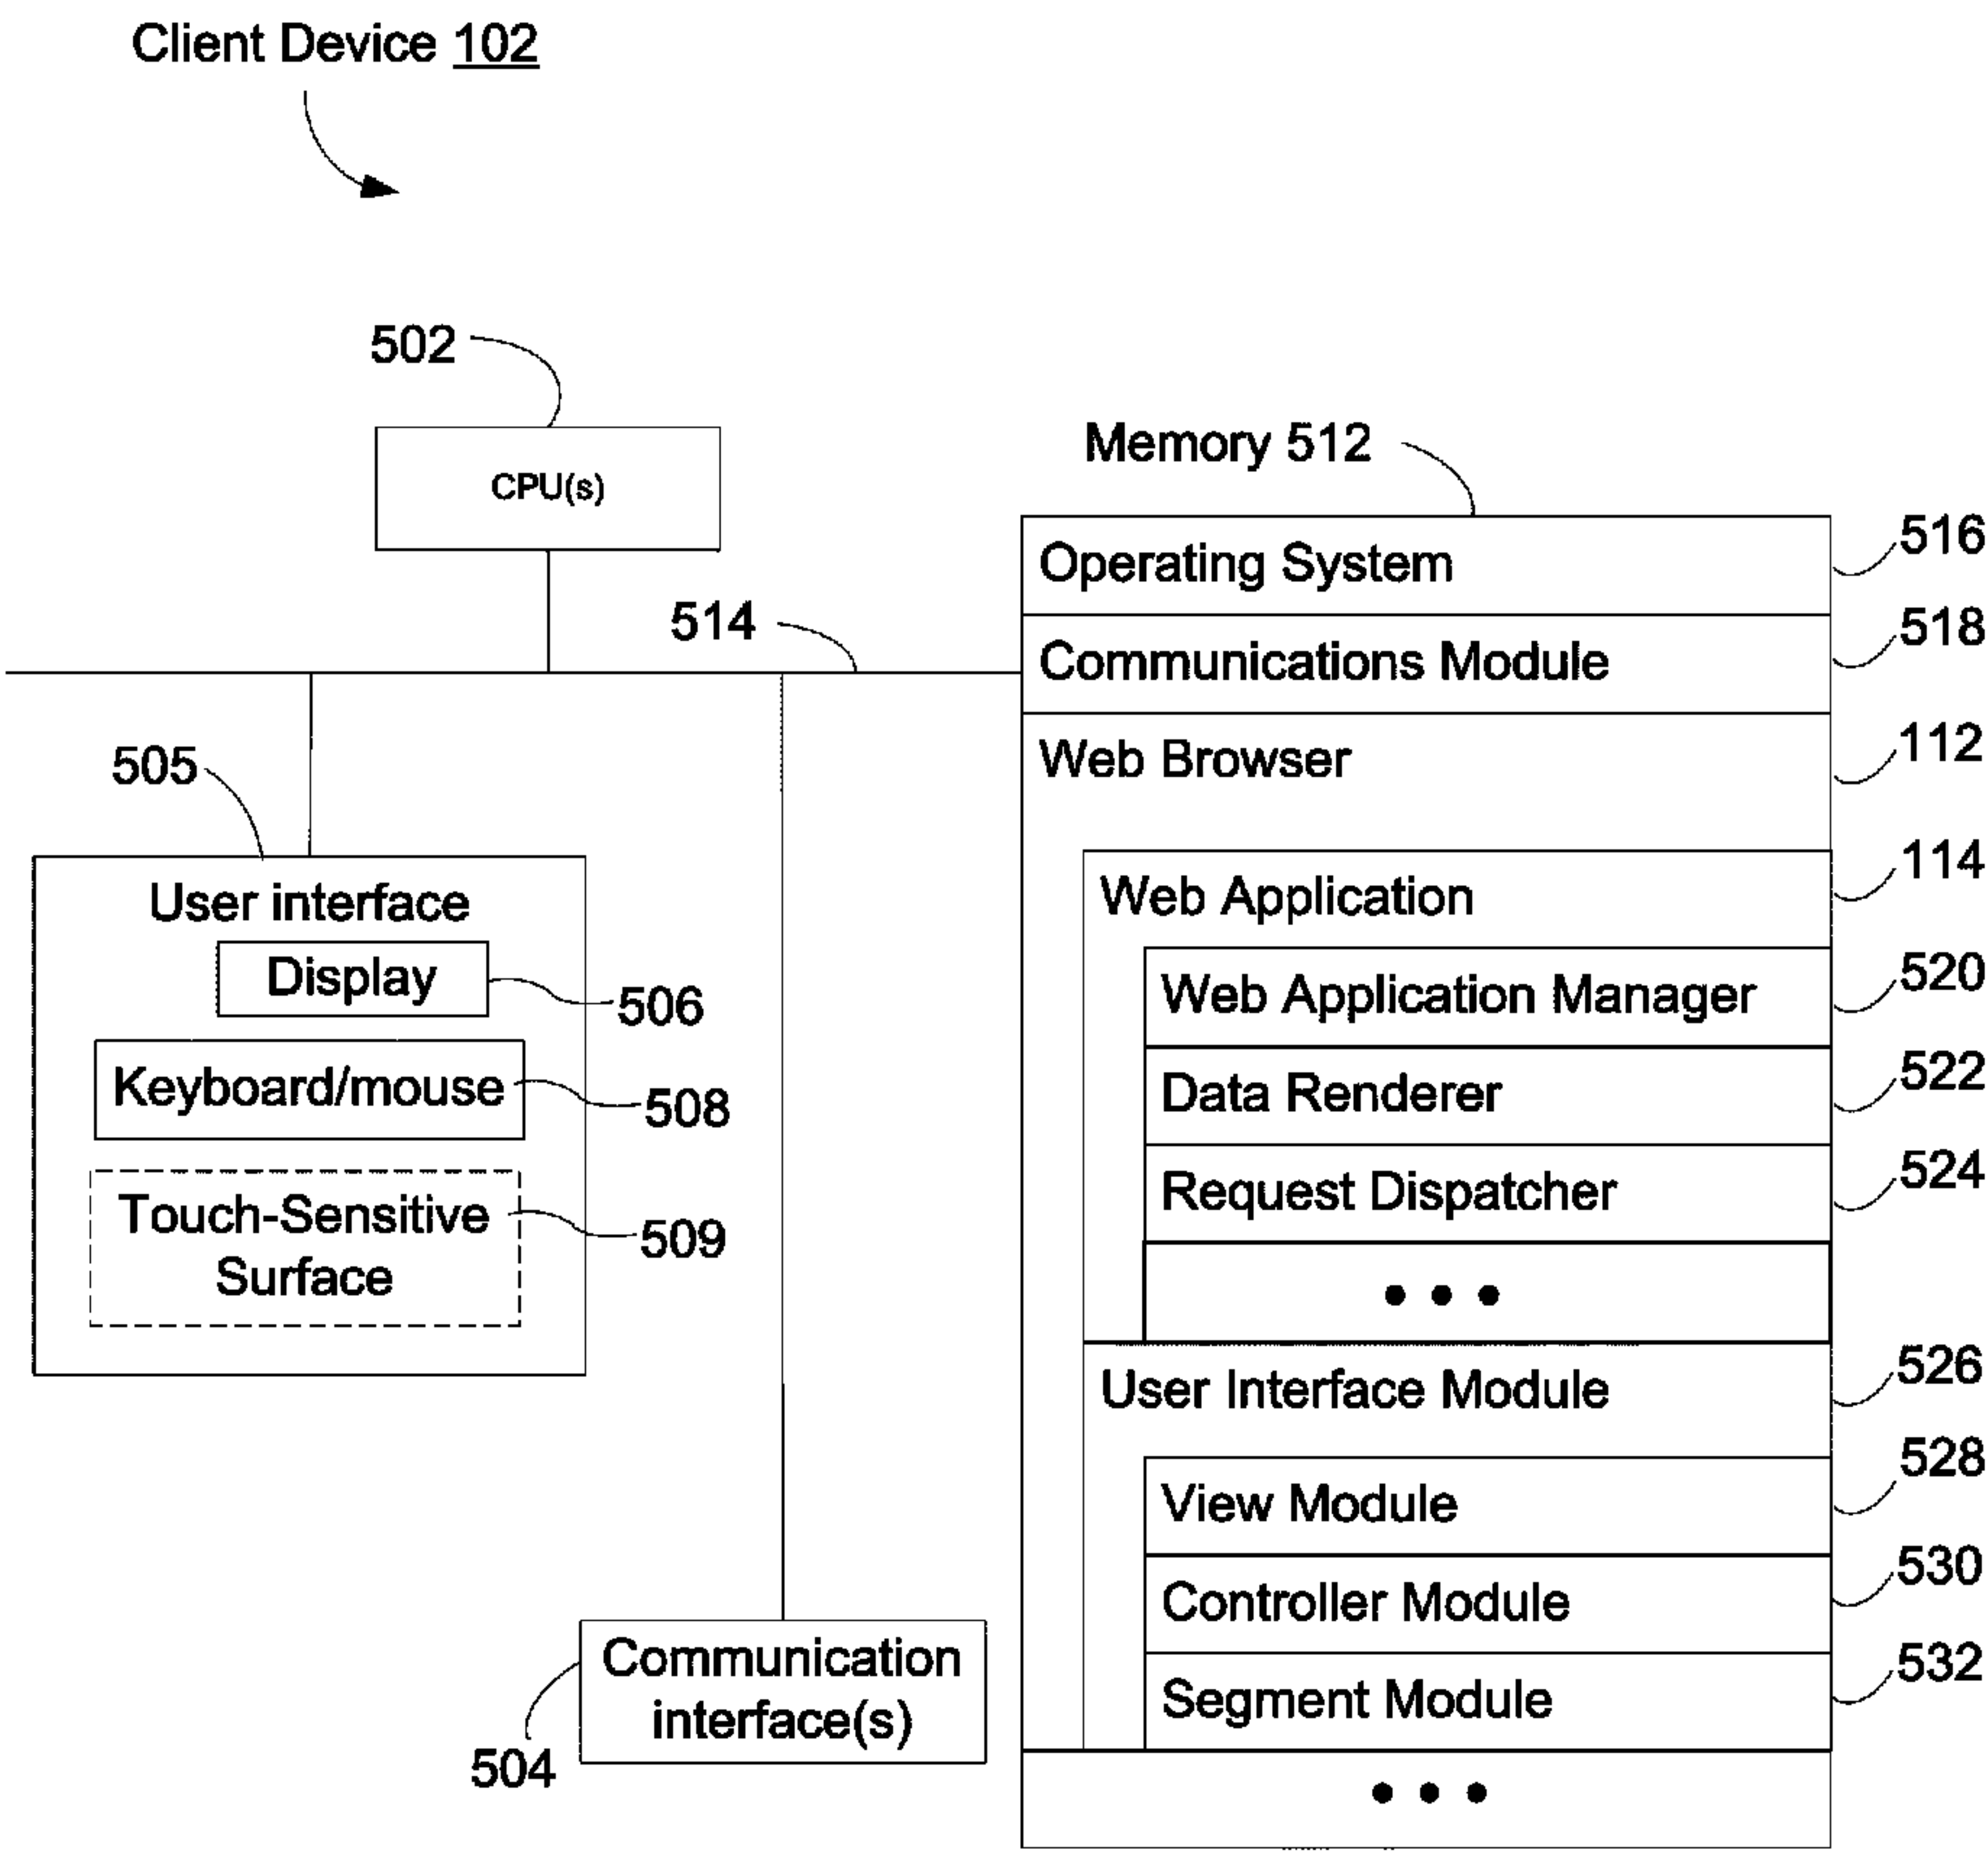 Client Device 102
502
CPU(s)
514
505
User interface
Display
506
Keyboard/mouse
508
Touch-Sensitive
Surface
509
Communication
interface(s)
504
Memory 512
Operating System
516
Communications Module
518
Web Browser
112
Web Application
114
Web Application Manager
520
Data Renderer
522
Request Dispatcher
524
• • •
User Interface Module
526
View Module
528
Controller Module
530
Segment Module
532
• • •